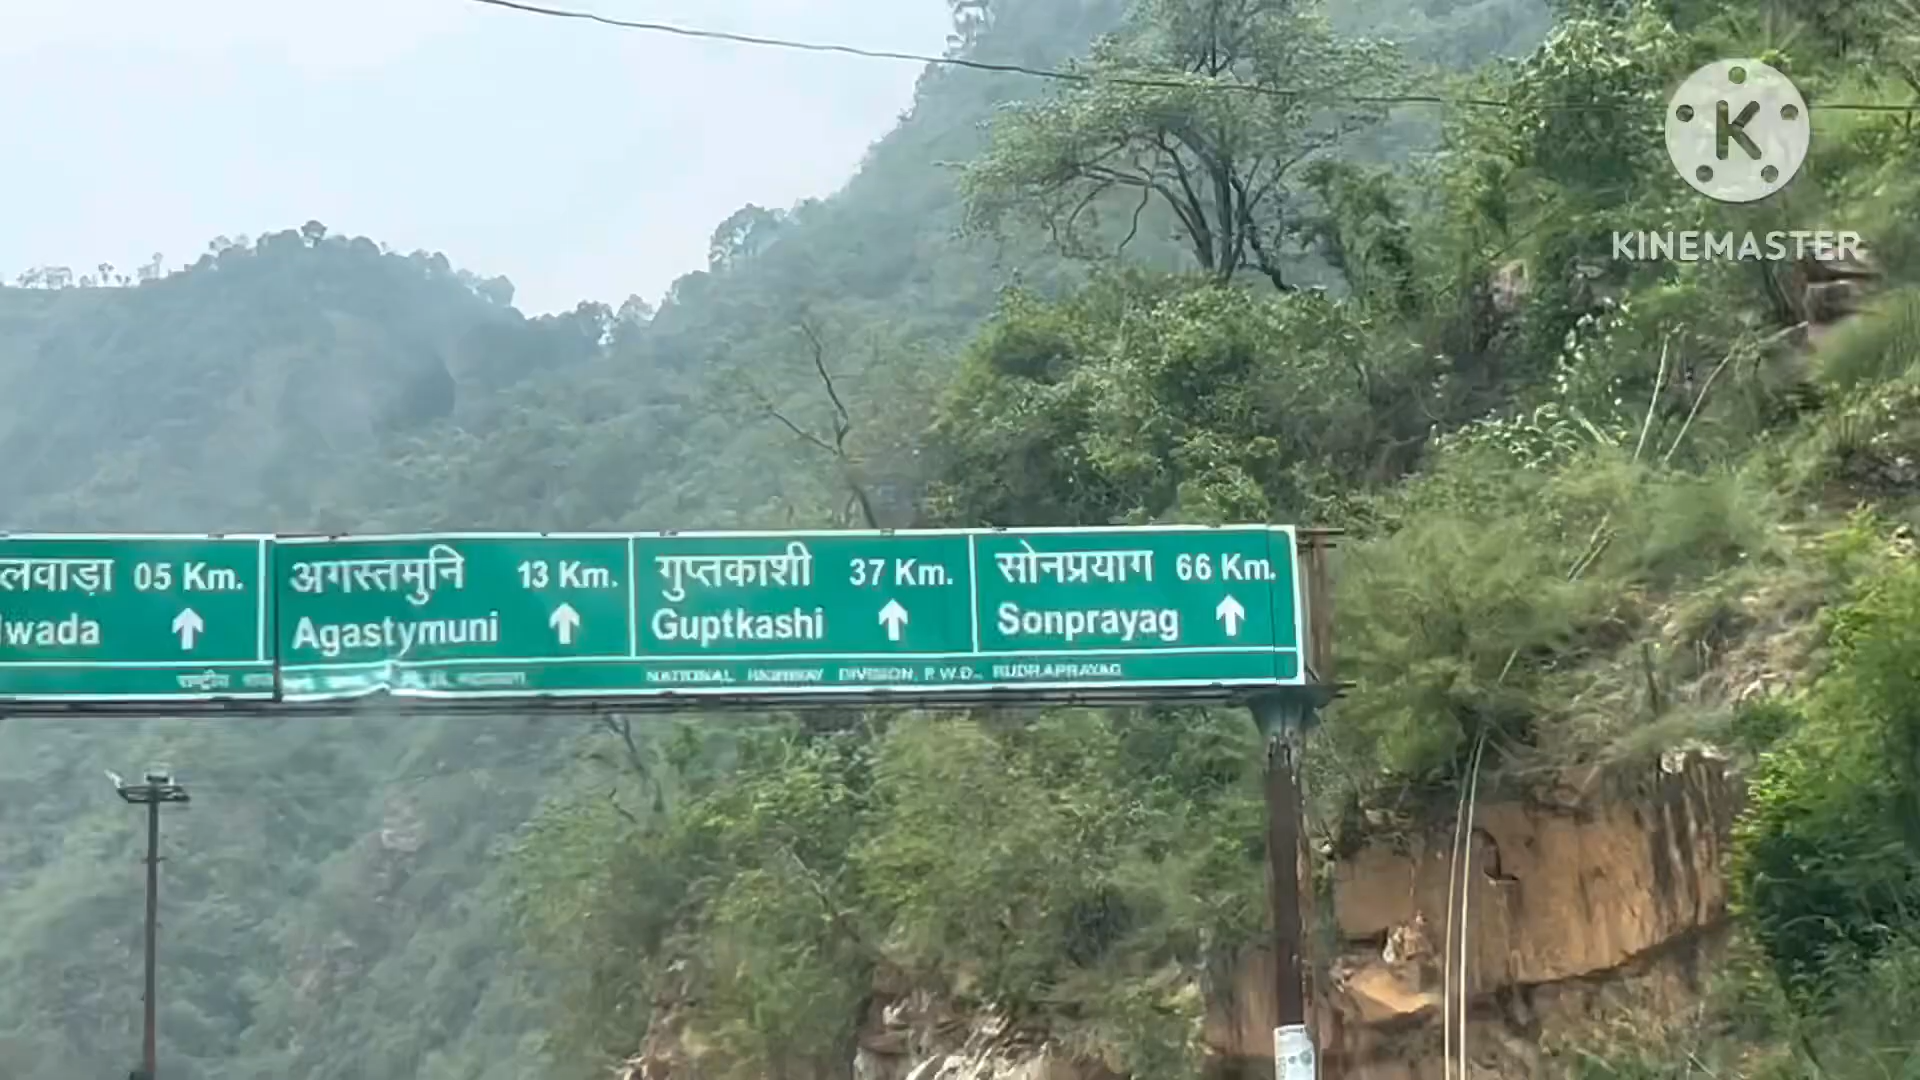 लवाड़ा 05 Km.
lwada
अगस्तमुनि 13 Km.
Agastymuni
गुप्तकाशी 37 Km.
Guptkashi
सोनप्रयाग 66 Km.
Sonprayag
राष्ट्रीय
NATIONAL HIGHWAY DIVISION, P.W.D., RUDRAPRAYAG
K
KINEMASTER